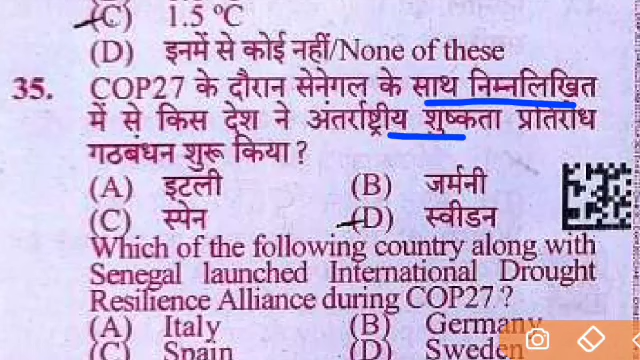 (C) 1.5 ºC
(D) इनमें से कोई नहीं/None of these
35. COP27 के दौरान सेनेगल के साथ निम्नलिखित
में से किस देश ने अंतर्राष्ट्रीय शुष्कता प्रतिरोध
गठबंधन शुरू किया ?
(A) इटली (B) जर्मनी
(C) स्पेन (D) स्वीडन
Which of the following country along with
Senegal launched International Drought
Resilience Alliance during COP27 ?
(A) Italy (B) Germany
(C) Spain (D) Sweden